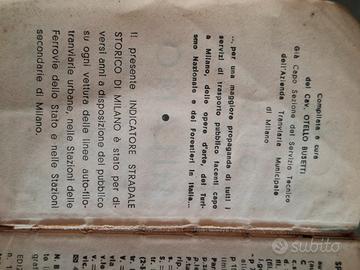 Compilata a cura
del Cav. OTELLO BUSETTI
Già Capo Sezione del Servizio Tecnico
dell'Azienda Tranviaria Municipale
di Milano.
... per una maggiore propaganda di tutti i
servizi di trasporto pubblico facenti capo
a Milano, delle opere d'arte, del Turi-
smo Nazionale e dei Forestieri in Italia...
Il presente INDICATORE STRADALE
STORICO DI MILANO è stato per di-
versi anni a disposizione del pubblico
su ogni vettura delle linee auto-filo-
tranviarie urbane, nelle Stazioni delle
Ferrovie dello Stato e nelle Stazioni
secondarie di Milano.
subito